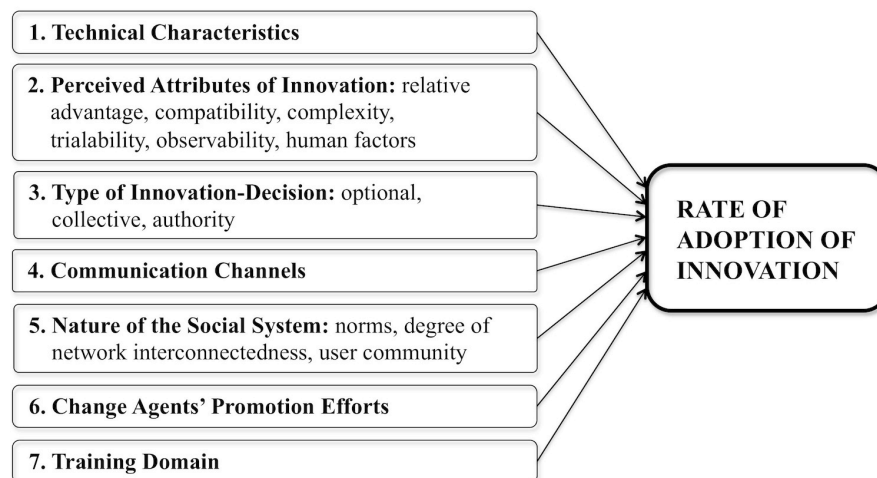 1. Technical Characteristics
2. Perceived Attributes of Innovation: relative
advantage, compatibility, complexity,
trialability, observability, human factors
3. Type of Innovation-Decision: optional,
collective, authority
4. Communication Channels
5. Nature of the Social System: norms, degree of
network interconnectedness, user community
6. Change Agents’ Promotion Efforts
7. Training Domain
RATE OF
ADOPTION OF
INNOVATION